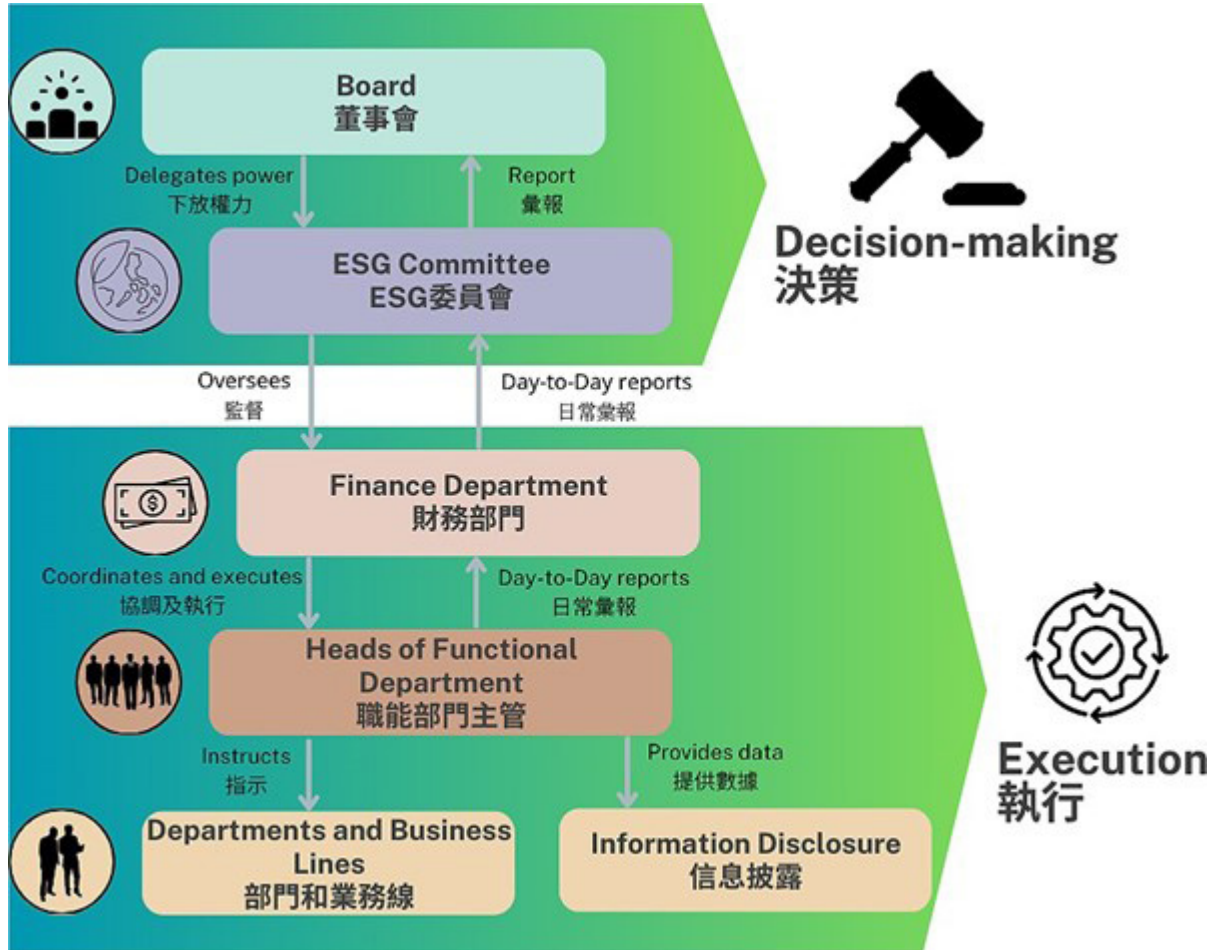 Board
董事會
Delegates power
下放權力
Report
彙報
ESG Committee
ESG委員會
Decision-making
決策
Oversees
監督
Day-to-Day reports
日常彙報
Finance Department
財務部門
Coordinates and executes
協調及執行
Day-to-Day reports
日常彙報
Heads of Functional
Department
職能部門主管
Execution
執行
Instructs
指示
Provides data
提供數據
Departments and Business
Lines
部門和業務線
Information Disclosure
信息披露